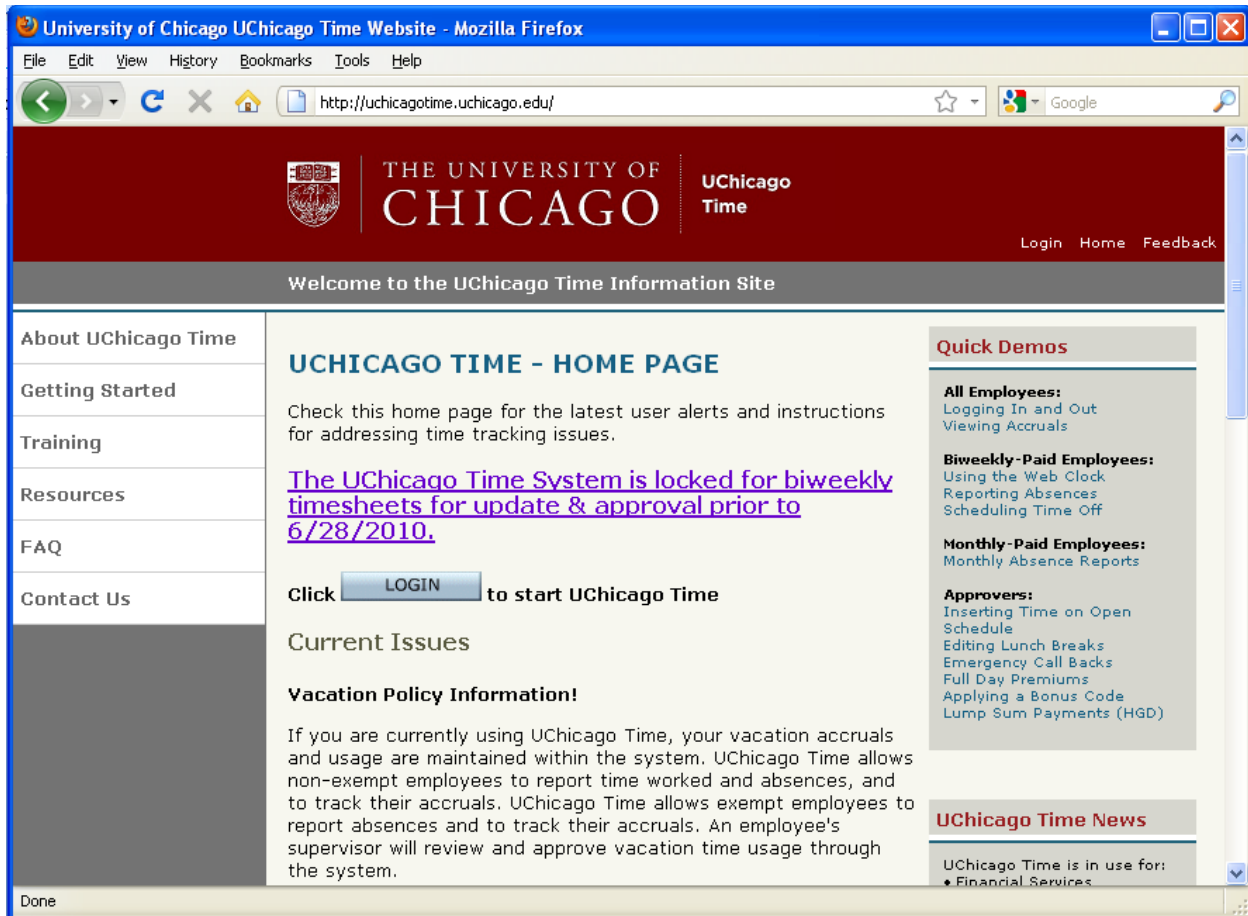 University of Chicago UChicago Time Website - Mozilla Firefox
File Edit View History Bookmarks Tools Help
http://uchicagotime.uchicago.edu/
Google
THE UNIVERSITY OF
CHICAGO
UChicago
Time
Login Home Feedback
Welcome to the UChicago Time Information Site
About UChicago Time
Getting Started
Training
Resources
FAQ
Contact Us
UCHICAGO TIME - HOME PAGE
Check this home page for the latest user alerts and instructions
for addressing time tracking issues.
The UChicago Time System is locked for biweekly
timesheets for update & approval prior to
6/28/2010.
Click LOGIN to start UChicago Time
Current Issues
Vacation Policy Information!
If you are currently using UChicago Time, your vacation accruals
and usage are maintained within the system. UChicago Time allows
non-exempt employees to report time worked and absences, and
to track their accruals. UChicago Time allows exempt employees to
report absences and to track their accruals. An employee's
supervisor will review and approve vacation time usage through
the system.
Quick Demos
All Employees:
Logging In and Out
Viewing Accruals
Biweekly-Paid Employees:
Using the Web Clock
Reporting Absences
Scheduling Time Off
Monthly-Paid Employees:
Monthly Absence Reports
Approvers:
Inserting Time on Open
Schedule
Editing Lunch Breaks
Emergency Call Backs
Full Day Premiums
Applying a Bonus Code
Lump Sum Payments (HGD)
UChicago Time News
UChicago Time is in use for:
• Financial Services
Done